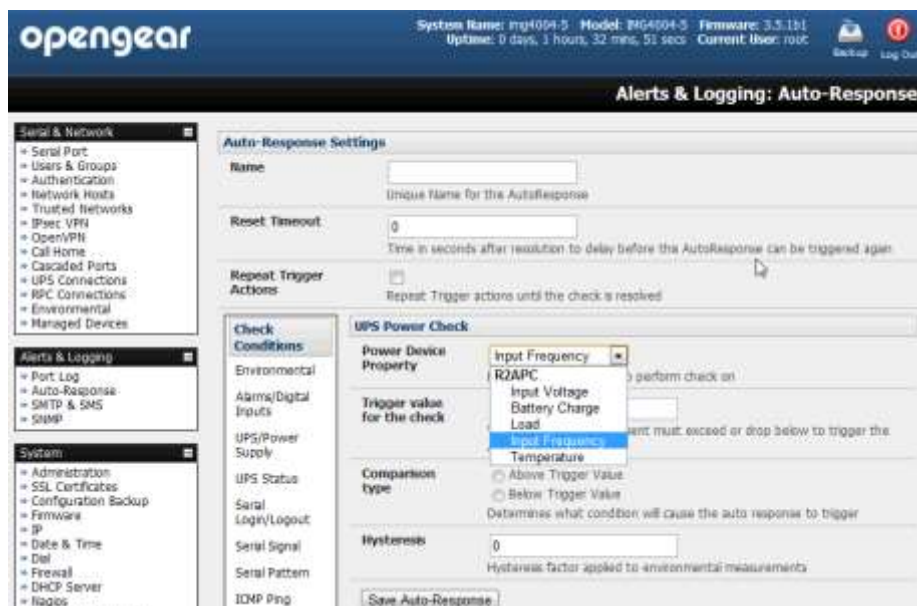 opengear
System Name: img4004-5 Model: IMG4004-5 Firmware: 3.5.1b1
Uptime: 0 days, 1 hours, 32 mins, 51 secs Current User: root
Backup
Log Out
Alerts & Logging: Auto-Response
Serial & Network
Serial Port
Users & Groups
Authentication
Network Hosts
Trusted Networks
IPsec VPN
OpenVPN
Call Home
Cascaded Ports
UPS Connections
RPC Connections
Environmental
Managed Devices
Alerts & Logging
Port Log
Auto-Response
SMTP & SMS
SNMP
System
Administration
SSL Certificates
Configuration Backup
Firmware
IP
Date & Time
Dial
Firewall
DHCP Server
Nagios
Auto-Response Settings
Name
Unique Name for the AutoResponse
Reset Timeout
0
Time in seconds after resolution to delay before this AutoResponse can be triggered again
Repeat Trigger
Actions
Repeat Trigger actions until the check is resolved
Check
Conditions
Environmental
Alarms/Digital
Inputs
UPS/Power
Supply
UPS Status
Serial
Login/Logout
Serial Signal
Serial Pattern
ICMP Ping
UPS Power Check
Power Device
Property
Input Frequency
R2APC
Input Voltage
Battery Charge
Load
Input Frequency
Temperature
perform check on
Trigger value
for the check
must exceed or drop below to trigger the
Comparison
type
Above Trigger Value
Below Trigger Value
Determines what condition will cause the auto response to trigger
Hysteresis
0
Hysteresis factor applied to environmental measurements
Save Auto-Response